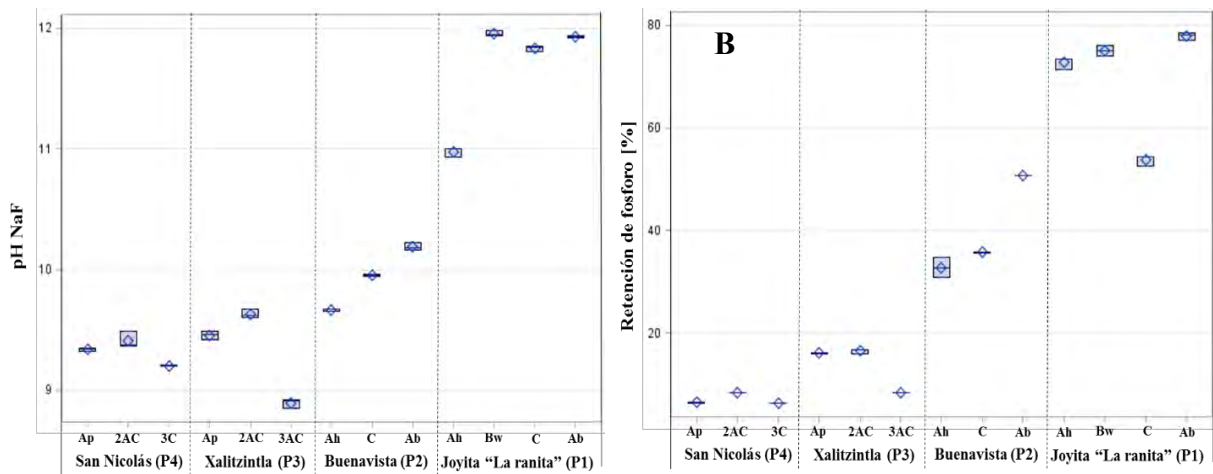 pH NaF
12
11
10
9
Ap 2AC 3C Ap 2AC 3AC Ah C Ab Ah Bw C Ab
San Nicolás (P4) Xalitzintla (P3) Buenavista (P2) Joyita “La ranita” (P1)
B
Retención de fosforo [%]
80
60
40
20
Ap 2AC 3C Ap 2AC 3AC Ah C Ab Ah Bw C Ab
San Nicolás (P4) Xalitzintla (P3) Buenavista (P2) Joyita “La ranita” (P1)